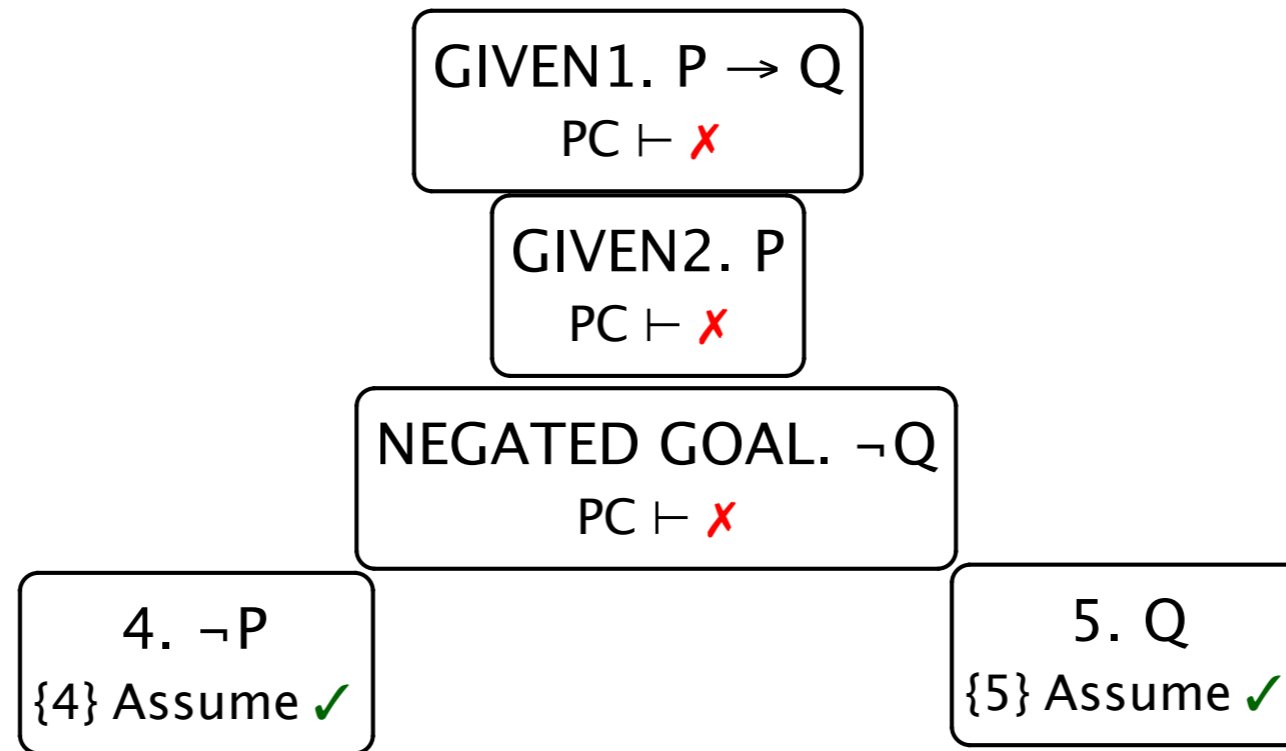 GIVEN1. P → Q
PC ⊢ ✗
GIVEN2. P
PC ⊢ ✗
NEGATED GOAL. ¬Q
PC ⊢ ✗
4. ¬P
{4} Assume ✓
5. Q
{5} Assume ✓